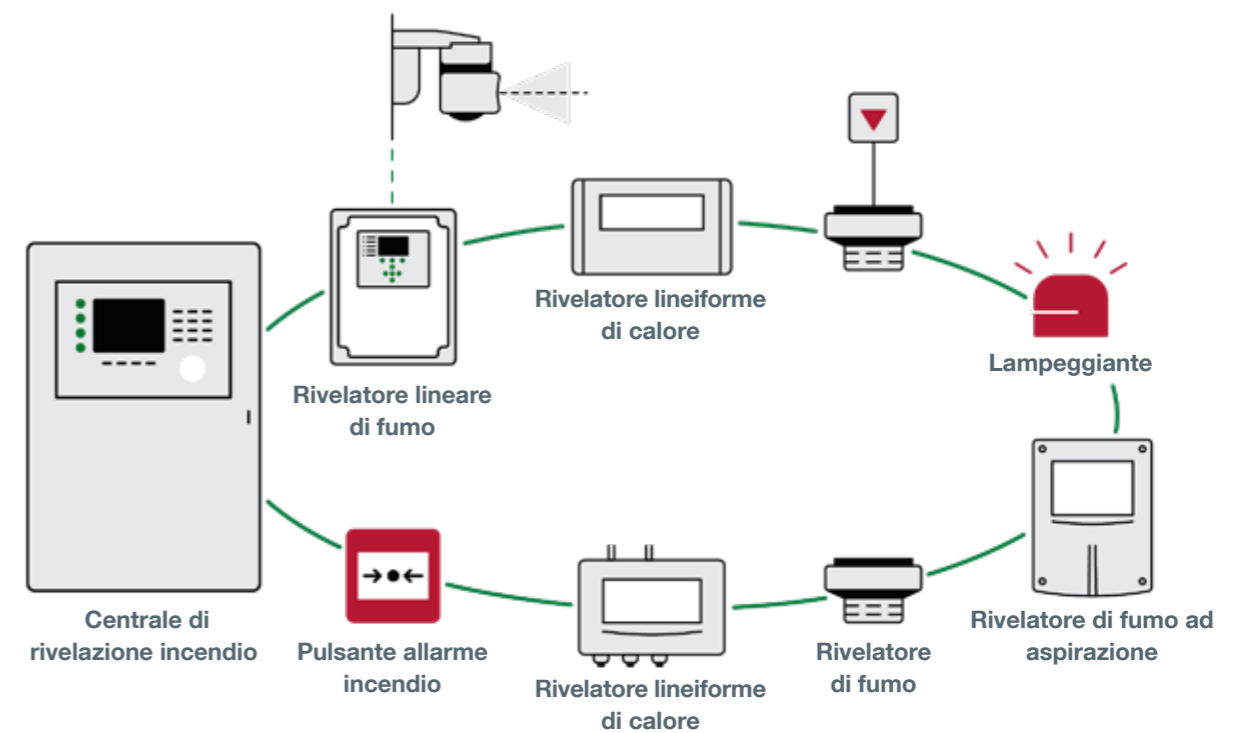 Rivelatore lineiforme
di calore
Lampeggiante
Rivelatore lineare
di fumo
Centrale di
rivelazione incendio
Pulsante allarme
incendio
Rivelatore lineiforme
di calore
Rivelatore
di fumo
Rivelatore di fumo ad
aspirazione